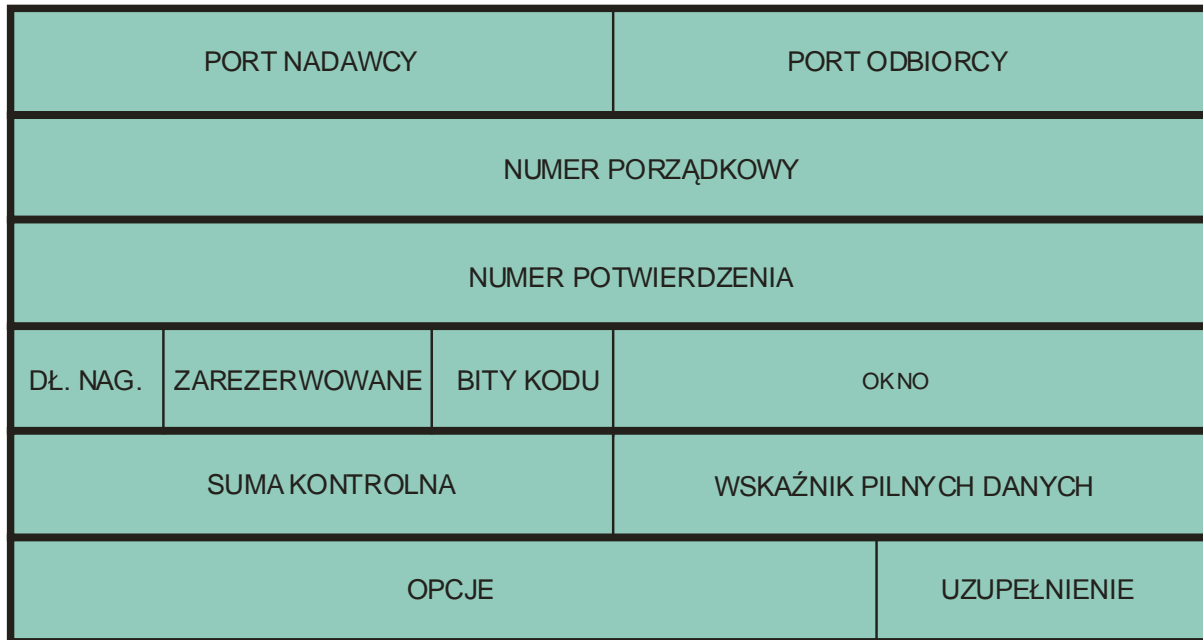 PORT NADAWCY PORT ODBIORCY
NUMER PORZĄDKOWY
NUMER POTWIERDZENIA
DŁ. NAG. ZAREZERWOWANE BITY KODU OKNO
SUMA KONTROLNA WSKAŹNIK PILNYCH DANYCH
OPCJE UZUPEŁNIENIE